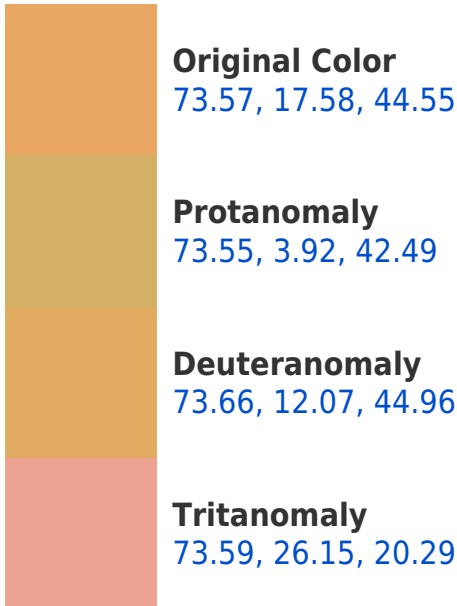 Original Color
73.57, 17.58, 44.55
Protanomaly
73.55, 3.92, 42.49
Deuteranomaly
73.66, 12.07, 44.96
Tritanomaly
73.59, 26.15, 20.29